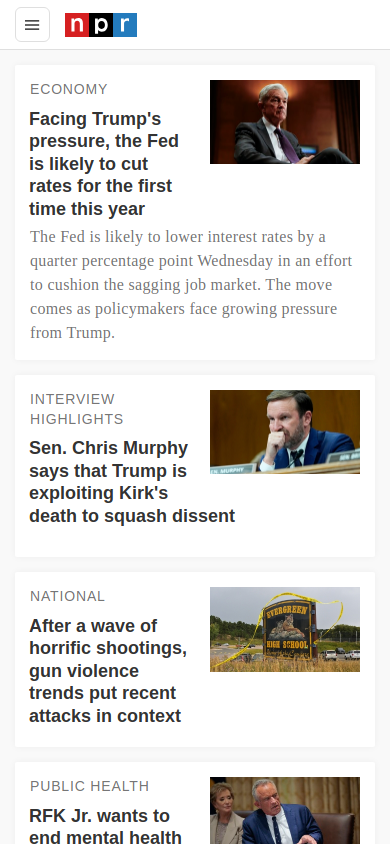 npr
ECONOMY
Facing Trump's
pressure, the Fed
is likely to cut
rates for the first
time this year
The Fed is likely to lower interest rates by a
quarter percentage point Wednesday in an effort
to cushion the sagging job market. The move
comes as policymakers face growing pressure
from Trump.
INTERVIEW
HIGHLIGHTS
Sen. Chris Murphy
says that Trump is
exploiting Kirk's
death to squash dissent
MURPHY
NATIONAL
After a wave of
horrific shootings,
gun violence
trends put recent
attacks in context
EVERGREEN
HIGH SCHOOL
PUBLIC HEALTH
RFK Jr. wants to
end mental health